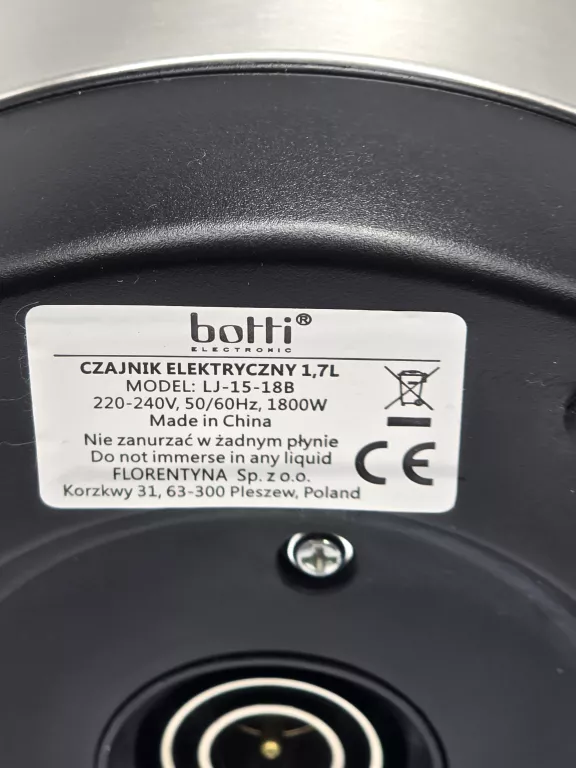 botti®
ELECTRONIC
CZAJNIK ELEKTRYCZNY 1,7L
MODEL: LJ-15-18B
220-240V, 50/60Hz, 1800W
Made in China
Nie zanurzać w żadnym płynie
Do not immerse in any liquid
FLORENTYNA Sp. z o.o.
Korzkwy 31, 63-300 Pleszew, Poland
CE